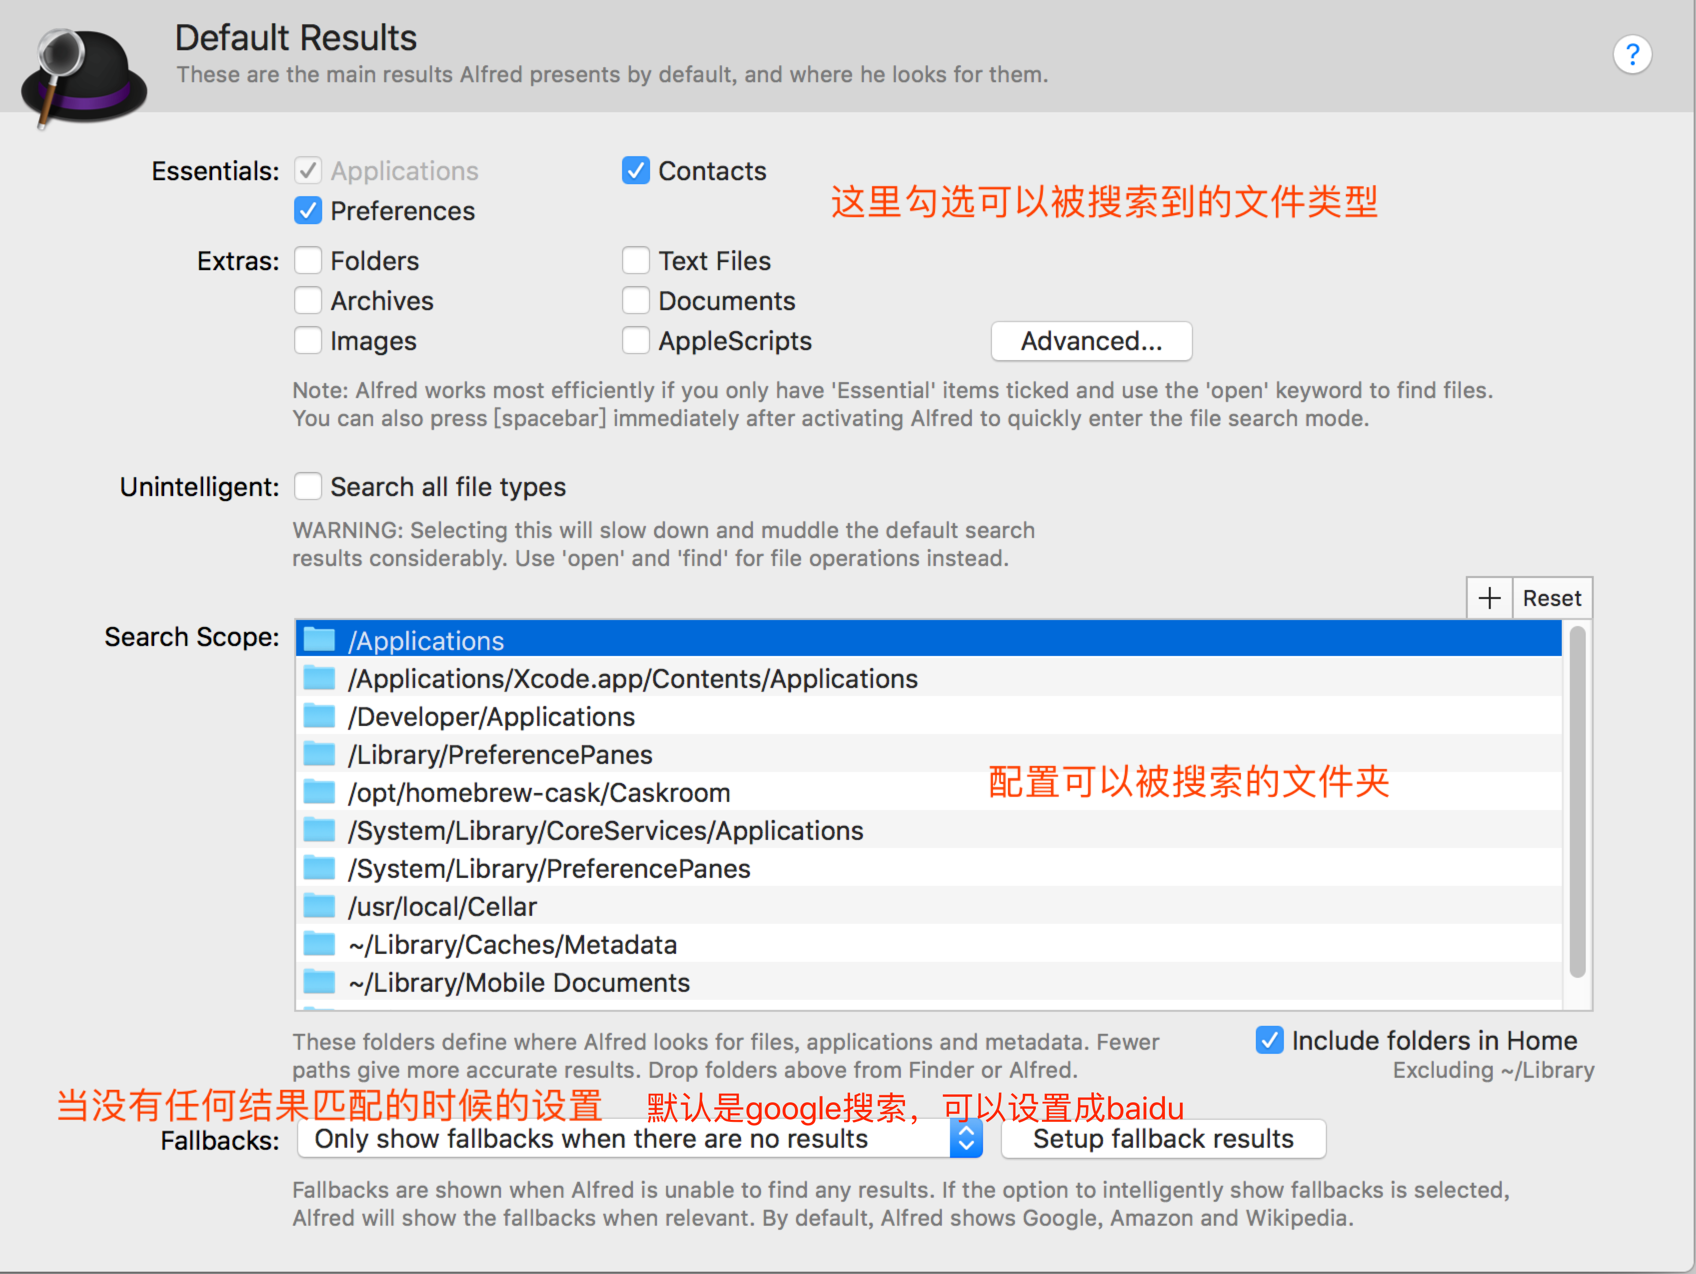 Default Results
These are the main results Alfred presents by default, and where he looks for them.
?
Essentials:
Applications
Contacts
这里勾选可以被搜索到的文件类型
Preferences
Extras:
Folders
Text Files
Archives
Documents
Images
AppleScripts
Advanced...
Note: Alfred works most efficiently if you only have 'Essential' items ticked and use the 'open' keyword to find files.
You can also press [spacebar] immediately after activating Alfred to quickly enter the file search mode.
Unintelligent:
Search all file types
WARNING: Selecting this will slow down and muddle the default search
results considerably. Use 'open' and 'find' for file operations instead.
+
Reset
Search Scope:
/Applications
/Applications/Xcode.app/Contents/Applications
/Developer/Applications
/Library/PreferencePanes
配置可以被搜索的文件夹
/opt/homebrew-cask/Caskroom
/System/Library/CoreServices/Applications
/System/Library/PreferencePanes
/usr/local/Cellar
~/Library/Caches/Metadata
~/Library/Mobile Documents
These folders define where Alfred looks for files, applications and metadata. Fewer
paths give more accurate results. Drop folders above from Finder or Alfred.
Include folders in Home
Excluding ~/Library
当没有任何结果匹配的时候的设置
默认是google搜索，可以设置成baidu
Fallbacks:
Only show fallbacks when there are no results
Setup fallback results
Fallbacks are shown when Alfred is unable to find any results. If the option to intelligently show fallbacks is selected,
Alfred will show the fallbacks when relevant. By default, Alfred shows Google, Amazon and Wikipedia.